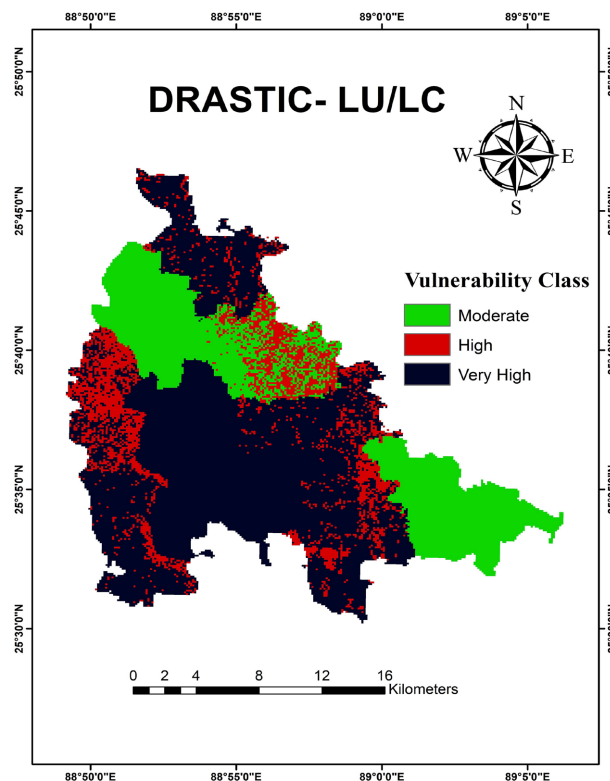 88°50'0"E 88°55'0"E 89°0'0"E 89°5'0"E
25°50'0"N
DRASTIC- LU/LC
N
W E
S
25°45'0"N
Vulnerability Class
Moderate
25°40'0"N
High
Very High
25°35'0"N
25°30'0"N
0 2 4 8 12 16
Kilometers
88°50'0"E 88°55'0"E 89°0'0"E 89°5'0"E